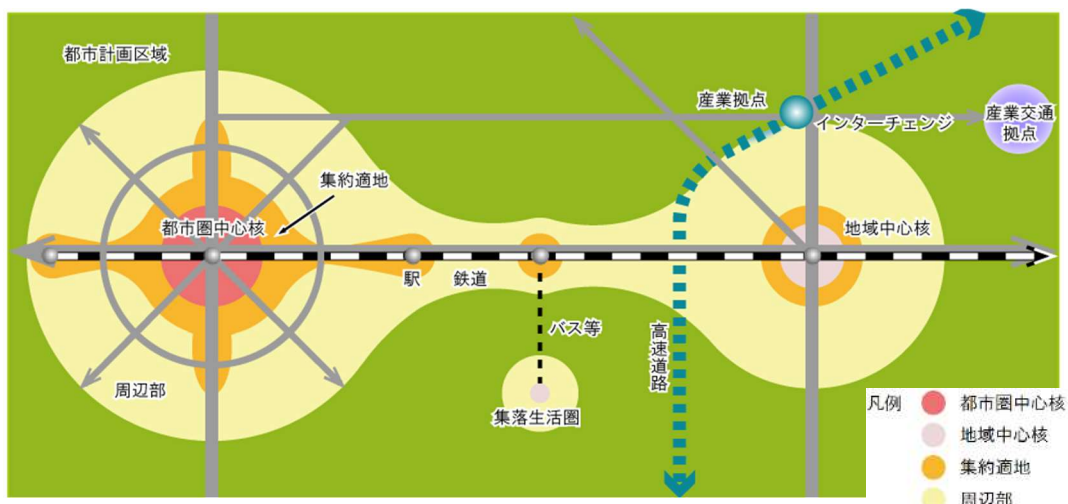 都市計画区域
産業拠点
インターチェンジ
産業交通
拠点
集約適地
都市圏中心核
地域中心核
駅
鉄道
バス等
高速道路
周辺部
集落生活圏
凡例
都市圏中心核
地域中心核
集約適地
周辺部